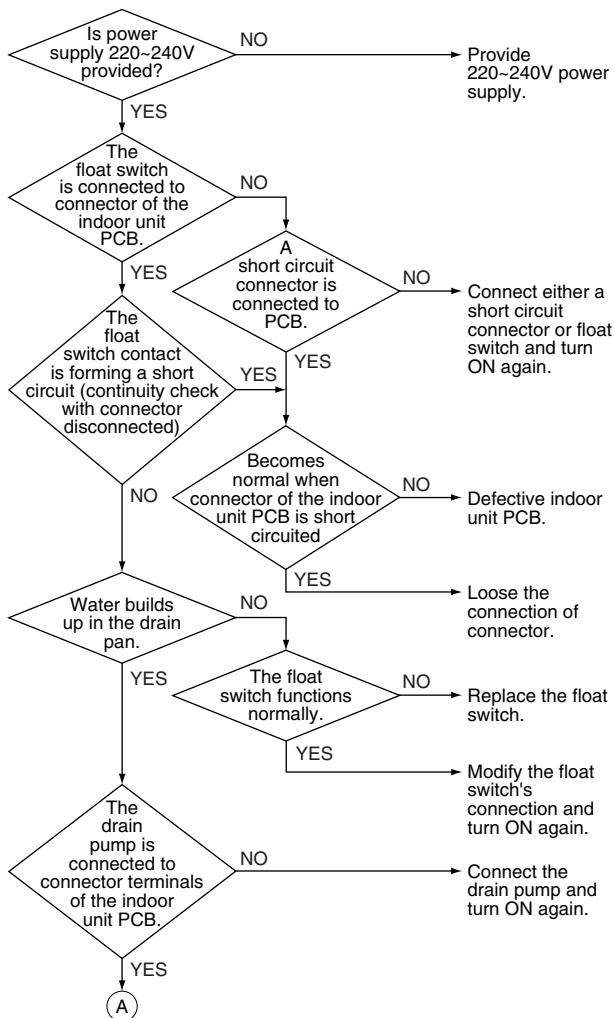 Is power
supply 220~240V
provided?
NO
Provide
220~240V power
supply.
YES
The
float switch
is connected to
connector of the
indoor unit
PCB.
NO
YES
A
short circuit
connector is
connected to
PCB.
NO
Connect either a
short circuit
connector or float
switch and turn
ON again.
YES
The
float
switch contact
is forming a short
circuit (continuity check
with connector
disconnected)
YES
NO
Becomes
normal when
connector of the indoor
unit PCB is short
circuited
NO
Defective indoor
unit PCB.
YES
Loose the
connection of
connector.
Water builds
up in the drain
pan.
NO
YES
The float
switch functions
normally.
NO
Replace the float
switch.
YES
Modify the float
switch's
connection and
turn ON again.
The
drain
pump is
connected to
connector terminals
of the indoor
unit PCB.
NO
Connect the
drain pump and
turn ON again.
YES
A